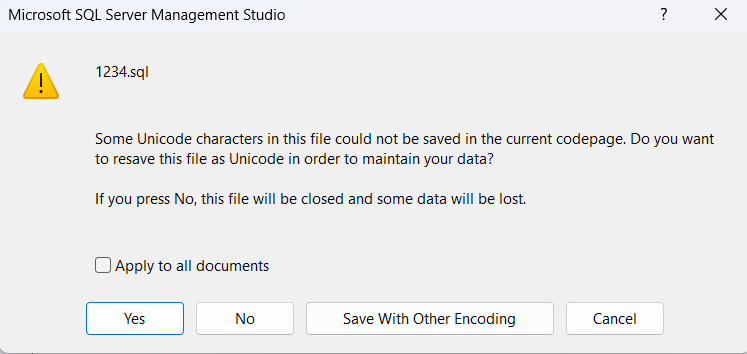 Microsoft SQL Server Management Studio
?
1234.sql
Some Unicode characters in this file could not be saved in the current codepage. Do you want
to resave this file as Unicode in order to maintain your data?
If you press No, this file will be closed and some data will be lost.
Apply to all documents
Yes No Save With Other Encoding Cancel